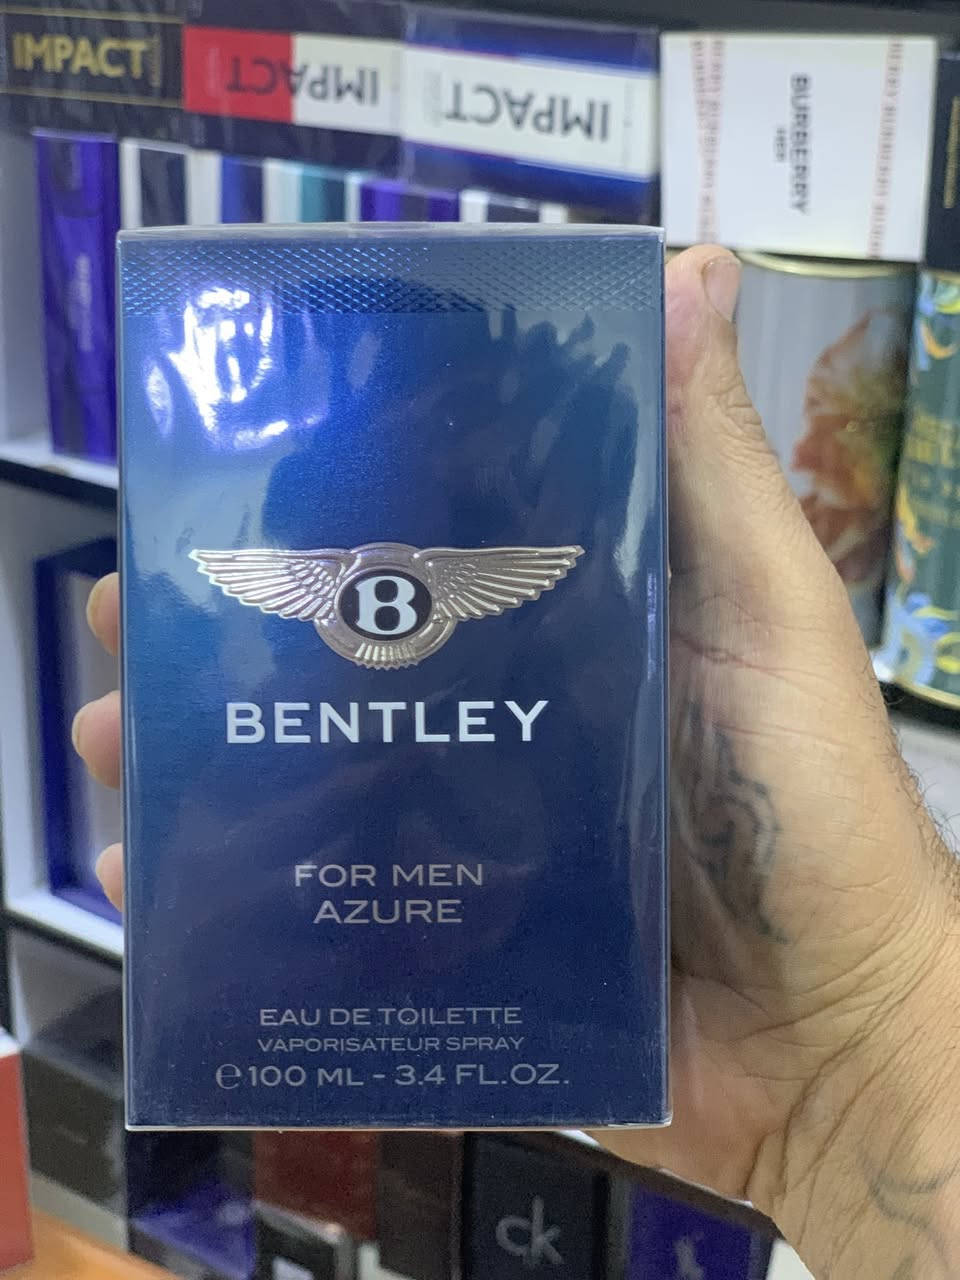 IMPACT
IMPACT
IMPACT
BURBERRY
HER
B
BENTLEY
FOR MEN
AZURE
EAU DE TOILETTE
VAPORISATEUR SPRAY
℮100 ML - 3.4 FL.OZ.
ck